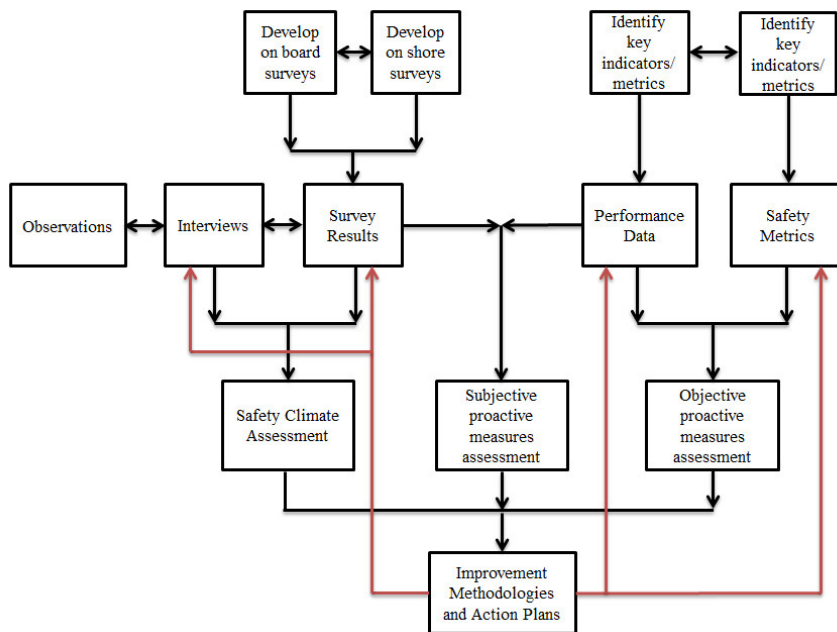 Develop
on board
surveys
Develop
on shore
surveys
Identify
key
indicators/
metrics
Identify
key
indicators/
metrics
Observations
Interviews
Survey
Results
Performance
Data
Safety
Metrics
Safety Climate
Assessment
Subjective
proactive
measures
assessment
Objective
proactive
measures
assessment
Improvement
Methodologies
and Action Plans